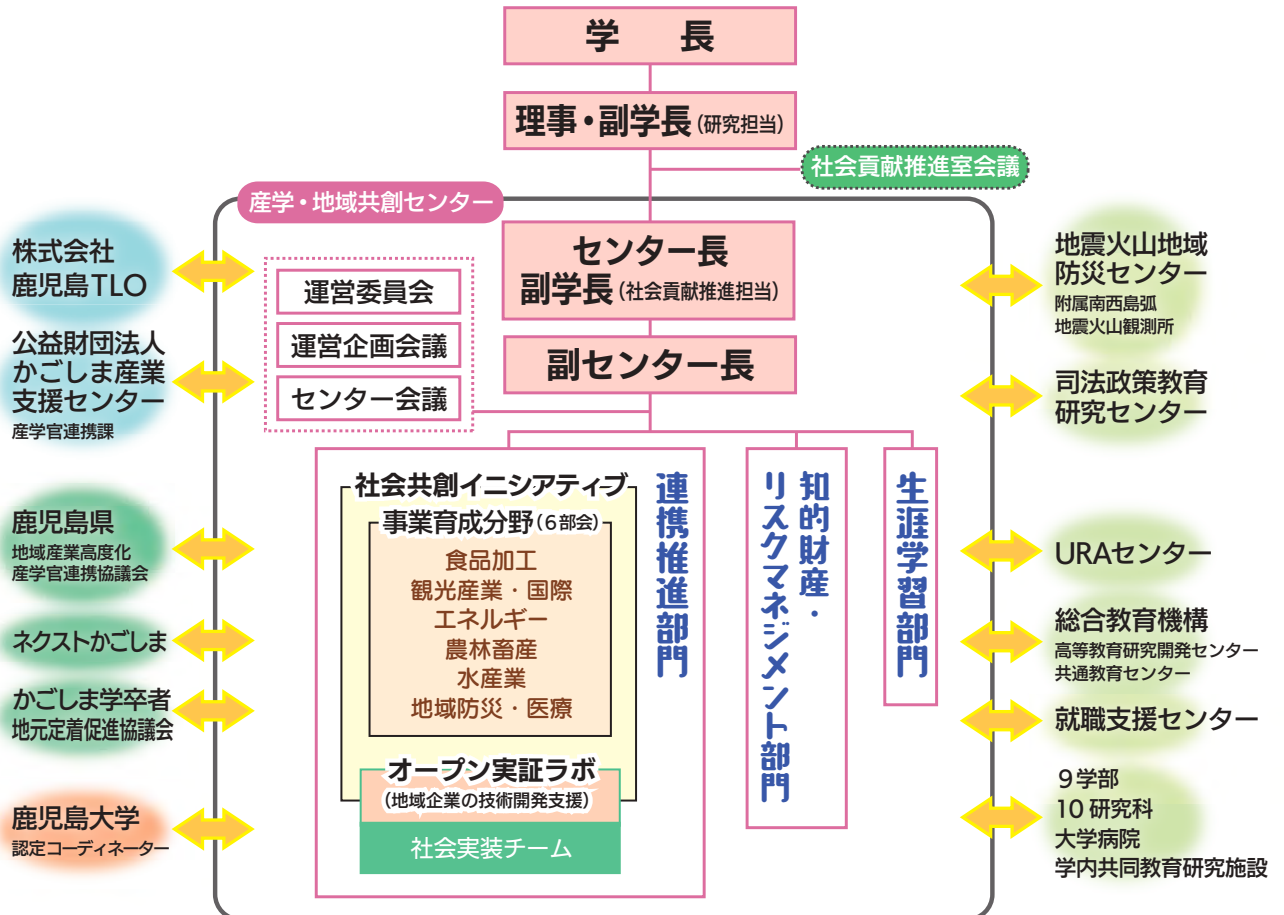 学　長
理事・副学長（研究担当）
社会貢献推進室会議
産学・地域共創センター
センター長
副学長（社会貢献推進担当）
副センター長
運営委員会
運営企画会議
センター会議
株式会社
鹿児島TLO
公益財団法人
かごしま産業
支援センター
産学官連携課
鹿児島県
地域産業高度化
産学官連携協議会
ネクストかごしま
かごしま学卒者
地元定着促進協議会
鹿児島大学
認定コーディネーター
社会共創イニシアティブ
事業育成分野（6部会）
食品加工
観光産業・国際
エネルギー
農林畜産
水産業
地域防災・医療
オープン実証ラボ
（地域企業の技術開発支援）
社会実装チーム
連携推進部門
知的財産・
リスクマネジメント部門
生涯学習部門
地震火山地域
防災センター
附属南西島弧
地震火山観測所
司法政策教育
研究センター
URAセンター
総合教育機構
高等教育研究開発センター
共通教育センター
就職支援センター
9学部
10研究科
大学病院
学内共同教育研究施設